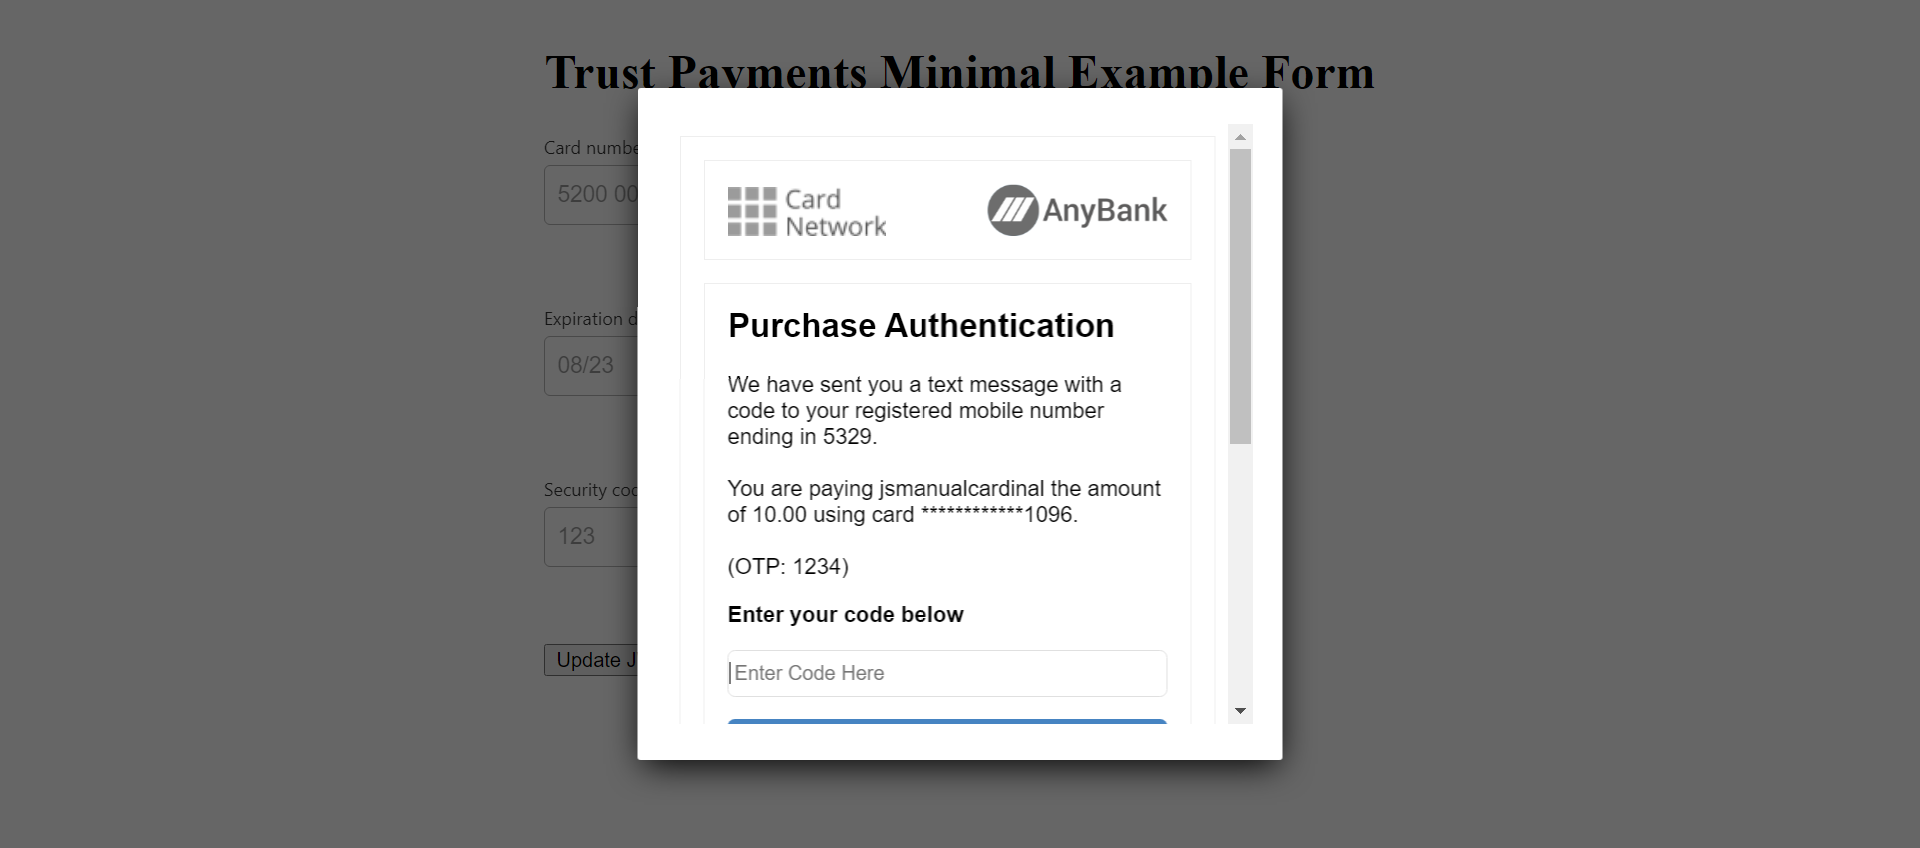 Trust Payments Minimal Example Form
Card numbe
5200 00
Expiration d
08/23
Security cod
123
Update J
Card
Network
AnyBank
Purchase Authentication
We have sent you a text message with a
code to your registered mobile number
ending in 5329.
You are paying jsmanualcardinal the amount
of 10.00 using card ************1096.
(OTP: 1234)
Enter your code below
Enter Code Here